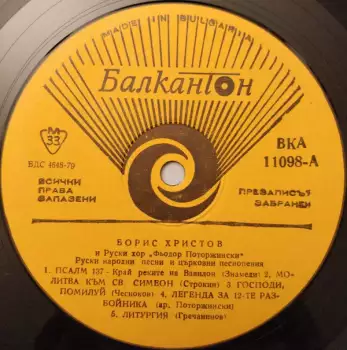 MADE IN BULGARIA
Балкантон
М
33
БДС 4848-79
ВКА
11098-А
ВСИЧКИ
ПРАВА
ЗАПАЗЕНИ
ПРЕЗАПИСЪТ
ЗАБРАНЕН
БОРИС ХРИСТОВ
и Руски хор „Фьодор Поторжински"
Руски народни песни и църковни песнопения
1. ПСАЛМ 137 - Край реките на Вавилон (Знамеди) 2. МО-
ЛИТВА КЪМ СВ. СИМЕОН (Строкин) 3. ГОСПОДИ,
ПОМИЛУЙ (Чесноков) 4. ЛЕГЕНДА ЗА 12-ТЕ РАЗ-
БОЙНИКА (ар. Поторжински)
5. ЛИТУРГИЯ (Гречанинов)